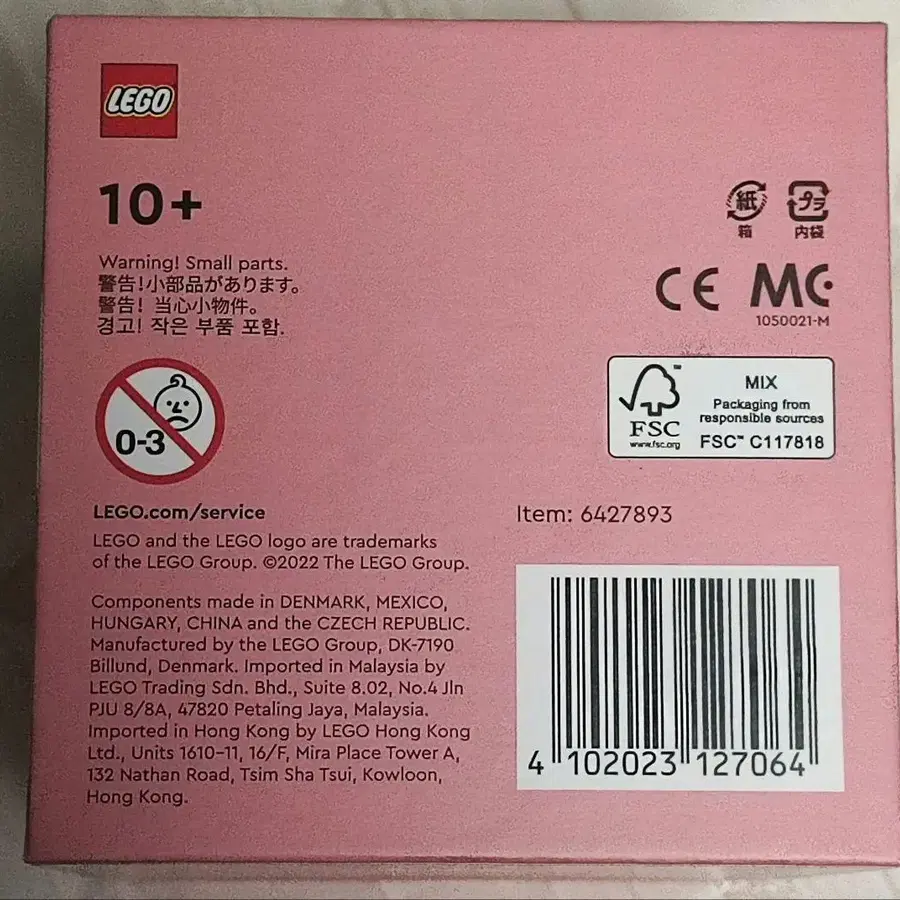 LEGO
10+
Warning! Small parts.
警告!小部品があります。
警告! 当心小物件。
경고! 작은 부품 포함.
0-3
紙
箱
プラ
内袋
CE MC
1050021-M
FSC™
www.fsc.org
MIX
Packaging from
responsible sources
FSC™ C117818
LEGO.com/service
LEGO and the LEGO logo are trademarks
of the LEGO Group. ©2022 The LEGO Group.
Components made in DENMARK, MEXICO,
HUNGARY, CHINA and the CZECH REPUBLIC.
Manufactured by the LEGO Group, DK-7190
Billund, Denmark. Imported in Malaysia by
LEGO Trading Sdn. Bhd., Suite 8.02, No.4 Jln
PJU 8/8A, 47820 Petaling Jaya, Malaysia.
Imported in Hong Kong by LEGO Hong Kong
Ltd., Units 1610-11, 16/F, Mira Place Tower A,
132 Nathan Road, Tsim Sha Tsui, Kowloon,
Hong Kong.
Item: 6427893
4 102023 127064